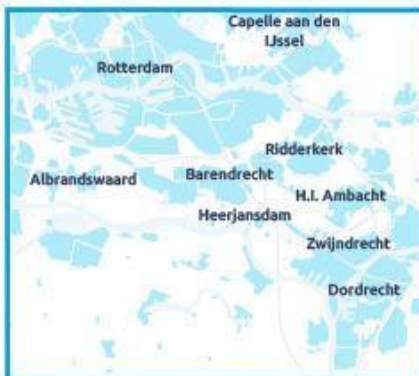 Capelle aan den
IJssel
Rotterdam
Ridderkerk
Barendrecht
Albrandswaard
H.I. Ambacht
Heerjansdam
Zwijndrecht
Dordrecht